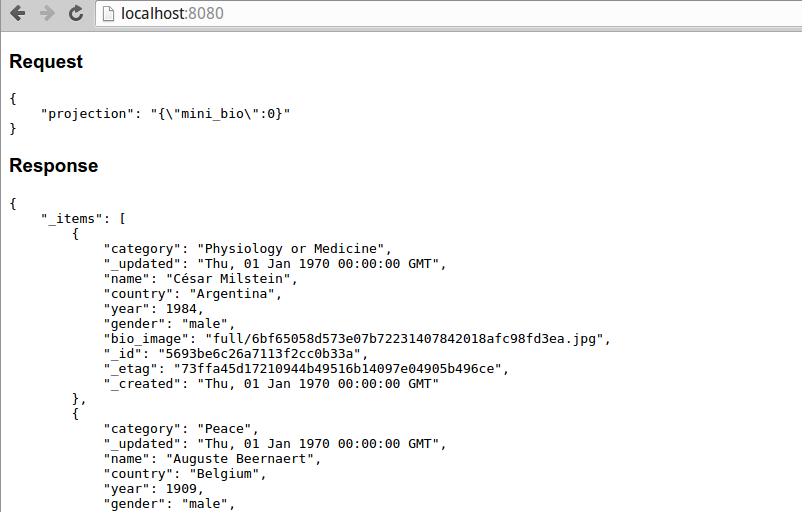 localhost:8080
Request
{
    "projection": "{\"mini_bio\":0}"
}
Response
{
    "_items": [
        {
            "category": "Physiology or Medicine",
            "_updated": "Thu, 01 Jan 1970 00:00:00 GMT",
            "name": "César Milstein",
            "country": "Argentina",
            "year": 1984,
            "gender": "male",
            "bio_image": "full/6bf65058d573e07b72231407842018afc98fd3ea.jpg",
            "_id": "5693be6c26a7113f2cc0b33a",
            "_etag": "73ffa45d17210944b49516b14097e04905b496ce",
            "_created": "Thu, 01 Jan 1970 00:00:00 GMT"
        },
        {
            "category": "Peace",
            "_updated": "Thu, 01 Jan 1970 00:00:00 GMT",
            "name": "Auguste Beernaert",
            "country": "Belgium",
            "year": 1909,
            "gender": "male",